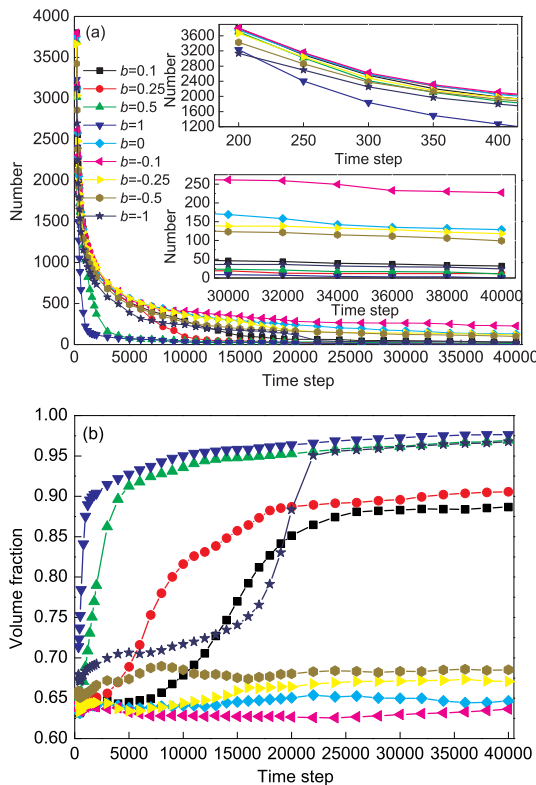 (a)
4000
3500
3000
2500
2000
1500
1000
500
0
Number
0 5000 10000 15000 20000 25000 30000 35000 40000
Time step
b=0.1
b=0.25
b=0.5
b=1
b=0
b=-0.1
b=-0.25
b=-0.5
b=-1
3600
3200
2800
2400
2000
1600
1200
Number
200 250 300 350 400
Time step
250
200
150
100
50
0
Number
30000 32000 34000 36000 38000 40000
Time step
(b)
1.00
0.95
0.90
0.85
0.80
0.75
0.70
0.65
0.60
Volume fraction
0 5000 10000 15000 20000 25000 30000 35000 40000
Time step